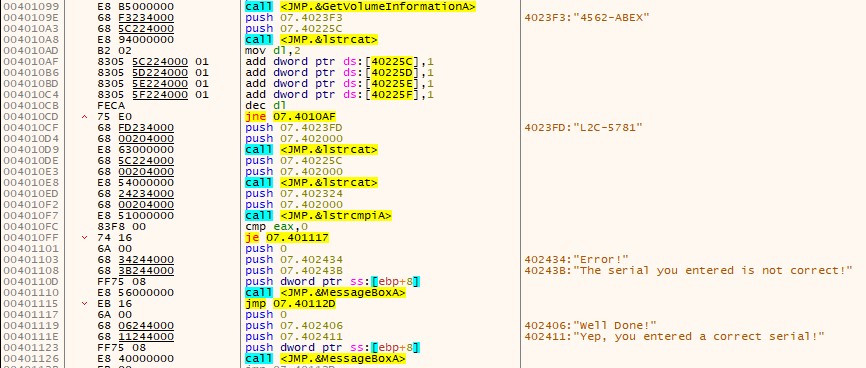 00401099 E8 B5000000 call <JMP.&GetVolumeInformationA>
0040109E 68 F3234000 push 07.4023F3 4023F3:"4562-ABEX"
004010A3 68 5C224000 push 07.40225C
004010A8 E8 94000000 call <JMP.&lstrcat>
004010AD B2 02 mov dl,2
004010AF 8305 5C224000 01 add dword ptr ds:[40225C],1
004010B6 8305 5D224000 01 add dword ptr ds:[40225D],1
004010BD 8305 5E224000 01 add dword ptr ds:[40225E],1
004010C4 8305 5F224000 01 add dword ptr ds:[40225F],1
004010CB FECA dec dl
004010CD 75 E0 jne 07.4010AF
004010CF 68 FD234000 push 07.4023FD 4023FD:"L2C-5781"
004010D4 68 00204000 push 07.402000
004010D9 E8 63000000 call <JMP.&lstrcat>
004010DE 68 5C224000 push 07.40225C
004010E3 68 00204000 push 07.402000
004010E8 E8 54000000 call <JMP.&lstrcat>
004010ED 68 24234000 push 07.402324
004010F2 68 00204000 push 07.402000
004010F7 E8 51000000 call <JMP.&lstrcmpiA>
004010FC 83F8 00 cmp eax,0
004010FF 74 16 je 07.401117
00401101 6A 00 push 0
00401103 68 34244000 push 07.402434 402434:"Error!"
00401108 68 3B244000 push 07.40243B 40243B:"The serial you entered is not correct!"
0040110D FF75 08 push dword ptr ss:[ebp+8]
00401110 E8 56000000 call <JMP.&MessageBoxA>
00401115 EB 16 jmp 07.40112D
00401117 6A 00 push 0
00401119 68 06244000 push 07.402406 402406:"Well Done!"
0040111E 68 11244000 push 07.402411 402411:"Yep, you entered a correct serial!"
00401123 FF75 08 push dword ptr ss:[ebp+8]
00401126 E8 40000000 call <JMP.&MessageBoxA>